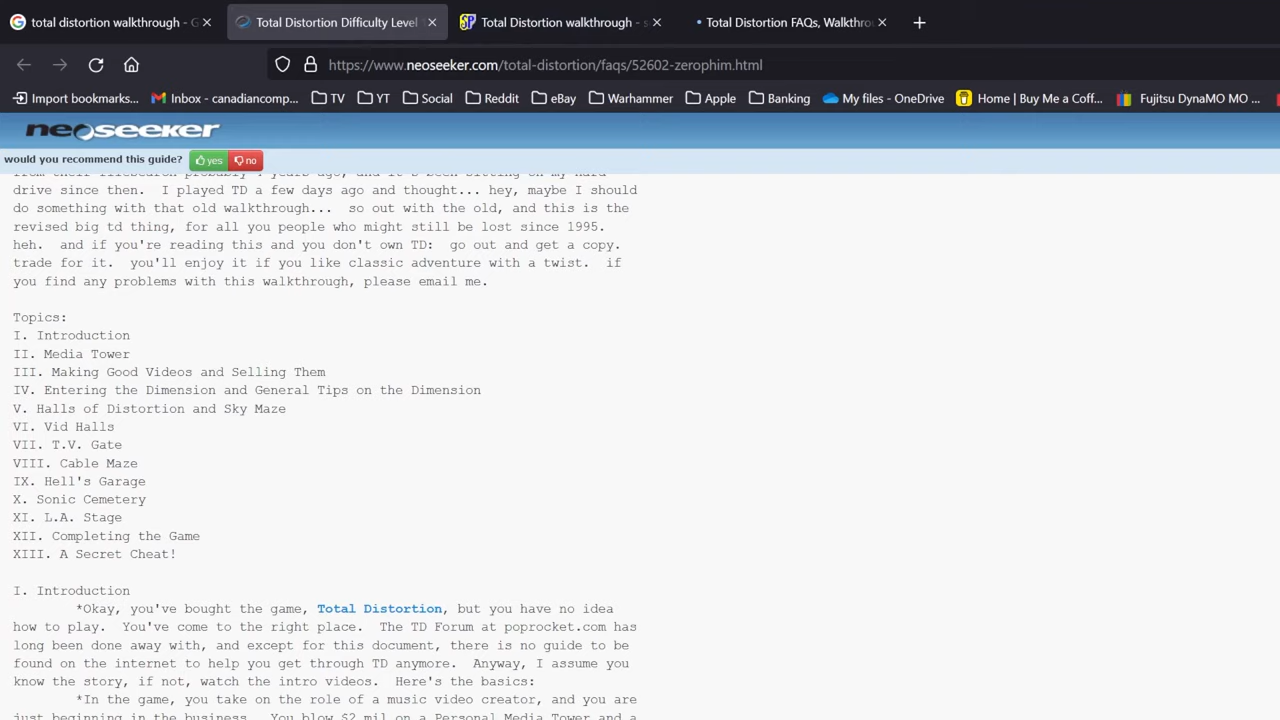 total distortion walkthrough - G
Total Distortion Difficulty Level
Total Distortion walkthrough - s
Total Distortion FAQs, Walkthro
https://www.neoseeker.com/total-distortion/faqs/52602-zerophim.html
Import bookmarks...
Inbox - canadiancomp...
TV
YT
Social
Reddit
eBay
Warhammer
Apple
Banking
My files - OneDrive
Home | Buy Me a Coff...
Fujitsu DynaMO MO ...
neoseeker
would you recommend this guide? yes no
drive since then. I played TD a few days ago and thought... hey, maybe I should
do something with that old walkthrough... so out with the old, and this is the
revised big td thing, for all you people who might still be lost since 1995.
heh. and if you're reading this and you don't own TD: go out and get a copy.
trade for it. you'll enjoy it if you like classic adventure with a twist. if
you find any problems with this walkthrough, please email me.
Topics:
I. Introduction
II. Media Tower
III. Making Good Videos and Selling Them
IV. Entering the Dimension and General Tips on the Dimension
V. Halls of Distortion and Sky Maze
VI. Vid Halls
VII. T.V. Gate
VIII. Cable Maze
IX. Hell's Garage
X. Sonic Cemetery
XI. L.A. Stage
XII. Completing the Game
XIII. A Secret Cheat!
I. Introduction
*Okay, you've bought the game, Total Distortion, but you have no idea
how to play. You've come to the right place. The TD Forum at poprocket.com has
long been done away with, and except for this document, there is no guide to be
found on the internet to help you get through TD anymore. Anyway, I assume you
know the story, if not, watch the intro videos. Here's the basics:
*In the game, you take on the role of a music video creator, and you are
just beginning in the business. You blow $2 mil on a Personal Media Tower and a